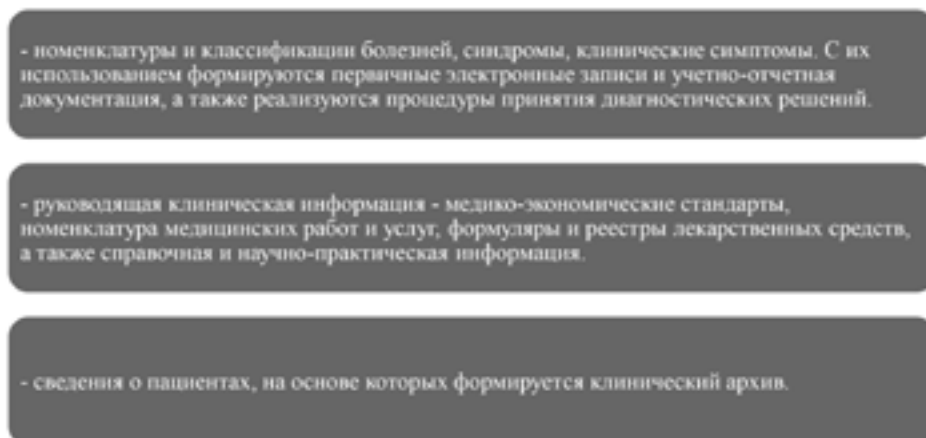 - номенклатуры и классификации болезней, синдромы, клинические симптомы. С их
использованием формируются первичные электронные записи и учетно-отчетная
документация, а также реализуются процедуры принятия диагностических решений.
- руководящая клиническая информация - медико-экономические стандарты,
номенклатура медицинских работ и услуг, формуляры и реестры лекарственных средств,
а также справочная и научно-практическая информация.
- сведения о пациентах, на основе которых формируется клинический архив.